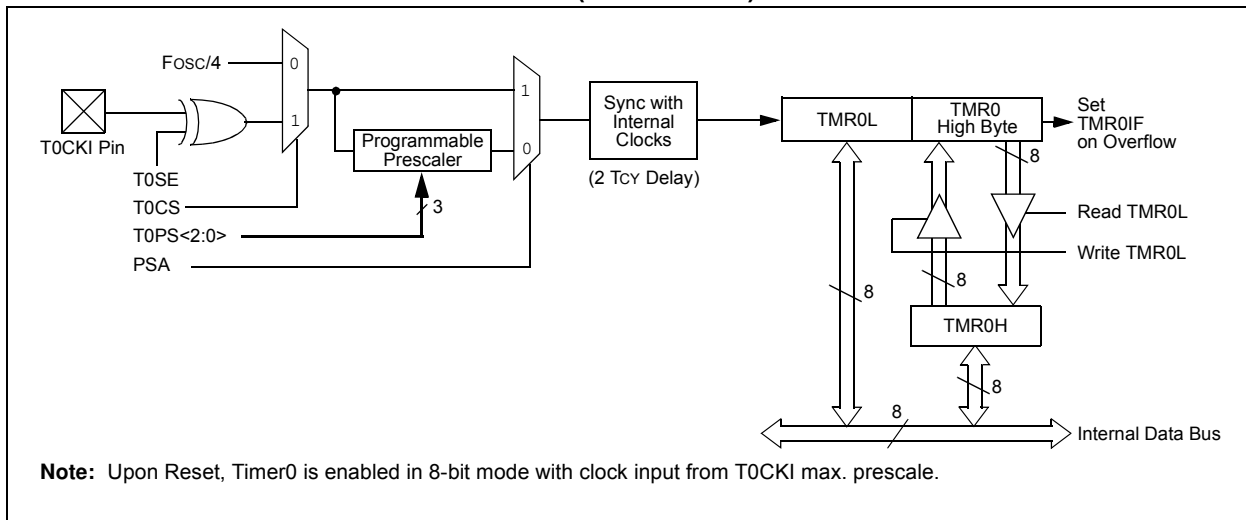 FOSC/4
0
1
T0CKI Pin
T0SE
T0CS
T0PS<2:0>
PSA
Programmable
Prescaler
3
1
0
Sync with
Internal
Clocks
(2 TCY Delay)
TMR0L
TMR0
High Byte
Set
TMR0IF
on Overflow
8
Read TMR0L
Write TMR0L
8
8
TMR0H
8
8
Internal Data Bus
Note: Upon Reset, Timer0 is enabled in 8-bit mode with clock input from T0CKI max. prescale.